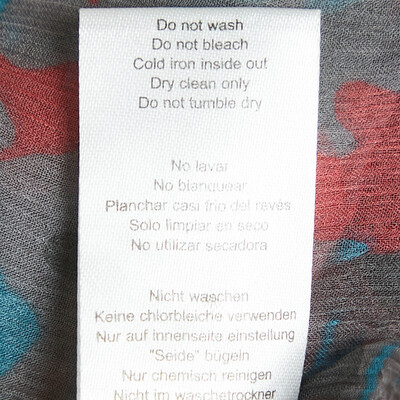 Do not wash
Do not bleach
Cold iron inside out
Dry clean only
Do not tumble dry
No lavar
No blanquear
Planchar casi frio del revés
Solo limpiar en seco
No utilizar secadora
Nicht waschen
Keine chlorbleiche verwenden
Nur auf Innenseite einstellung
"Seide" bügeln
Nur chemisch reinigen
Nicht im waschetrockner